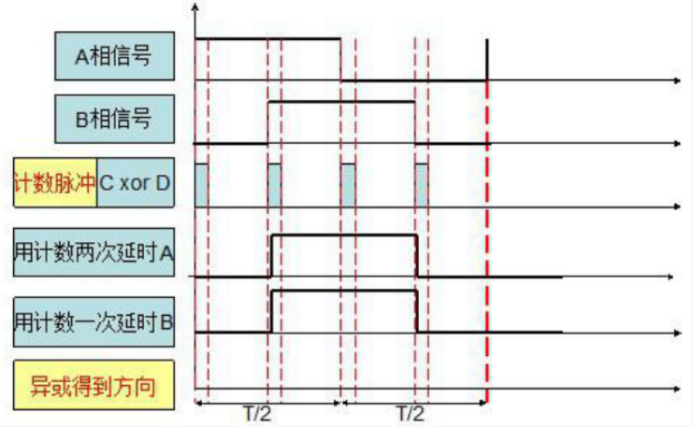 A相信号
B相信号
计数脉冲 C xor D
用计数两次延时A
用计数一次延时B
异或得到方向
T/2 T/2